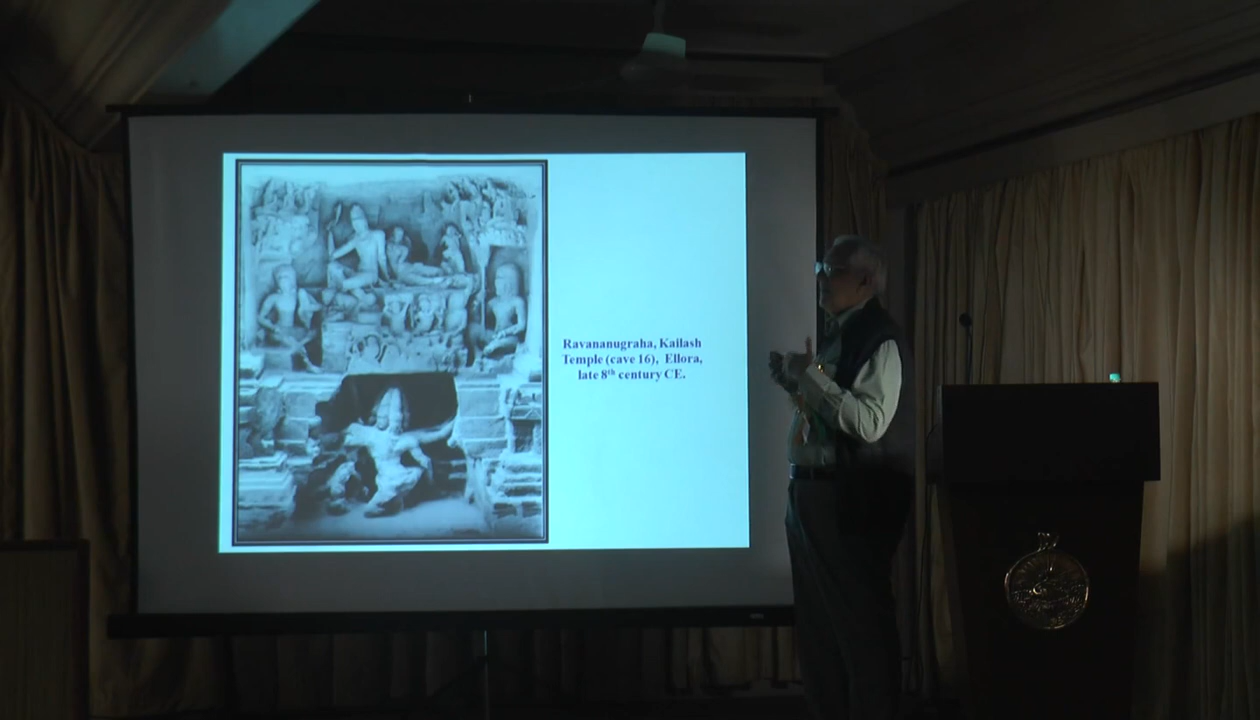 Ravananugraha, Kailash
Temple (cave 16), Ellora,
late 8th century CE.